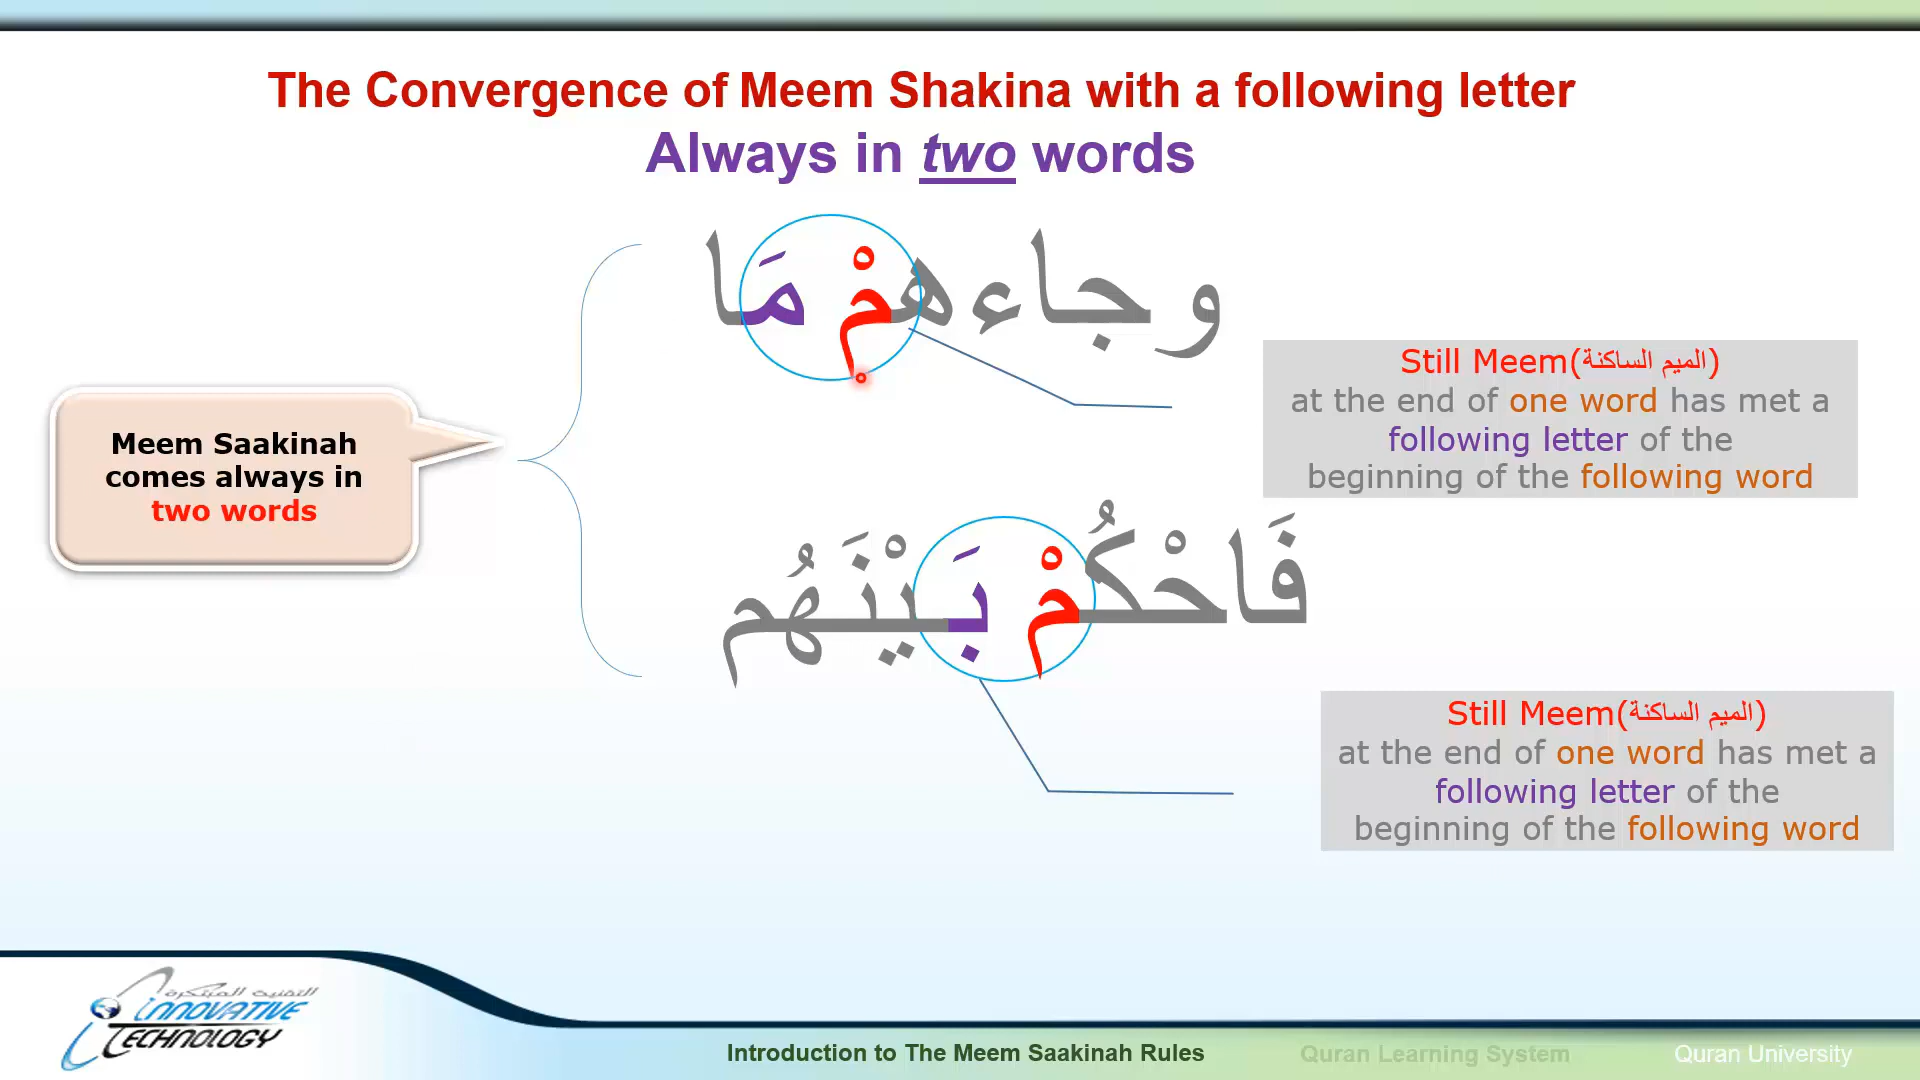 The Convergence of Meem Shakina with a following letter
Always in two words
وجاءهمْ مَا
Still Meem(الميم الساكنة)
at the end of one word has met a
following letter of the
beginning of the following word
Meem Saakinah
comes always in
two words
فَاحْكُمْ بَيْنَهُم
Still Meem(الميم الساكنة)
at the end of one word has met a
following letter of the
beginning of the following word
التقنية المبتكرة
INNOVATIVE
TECHNOLOGY
Introduction to The Meem Saakinah Rules
Quran Learning System
Quran University